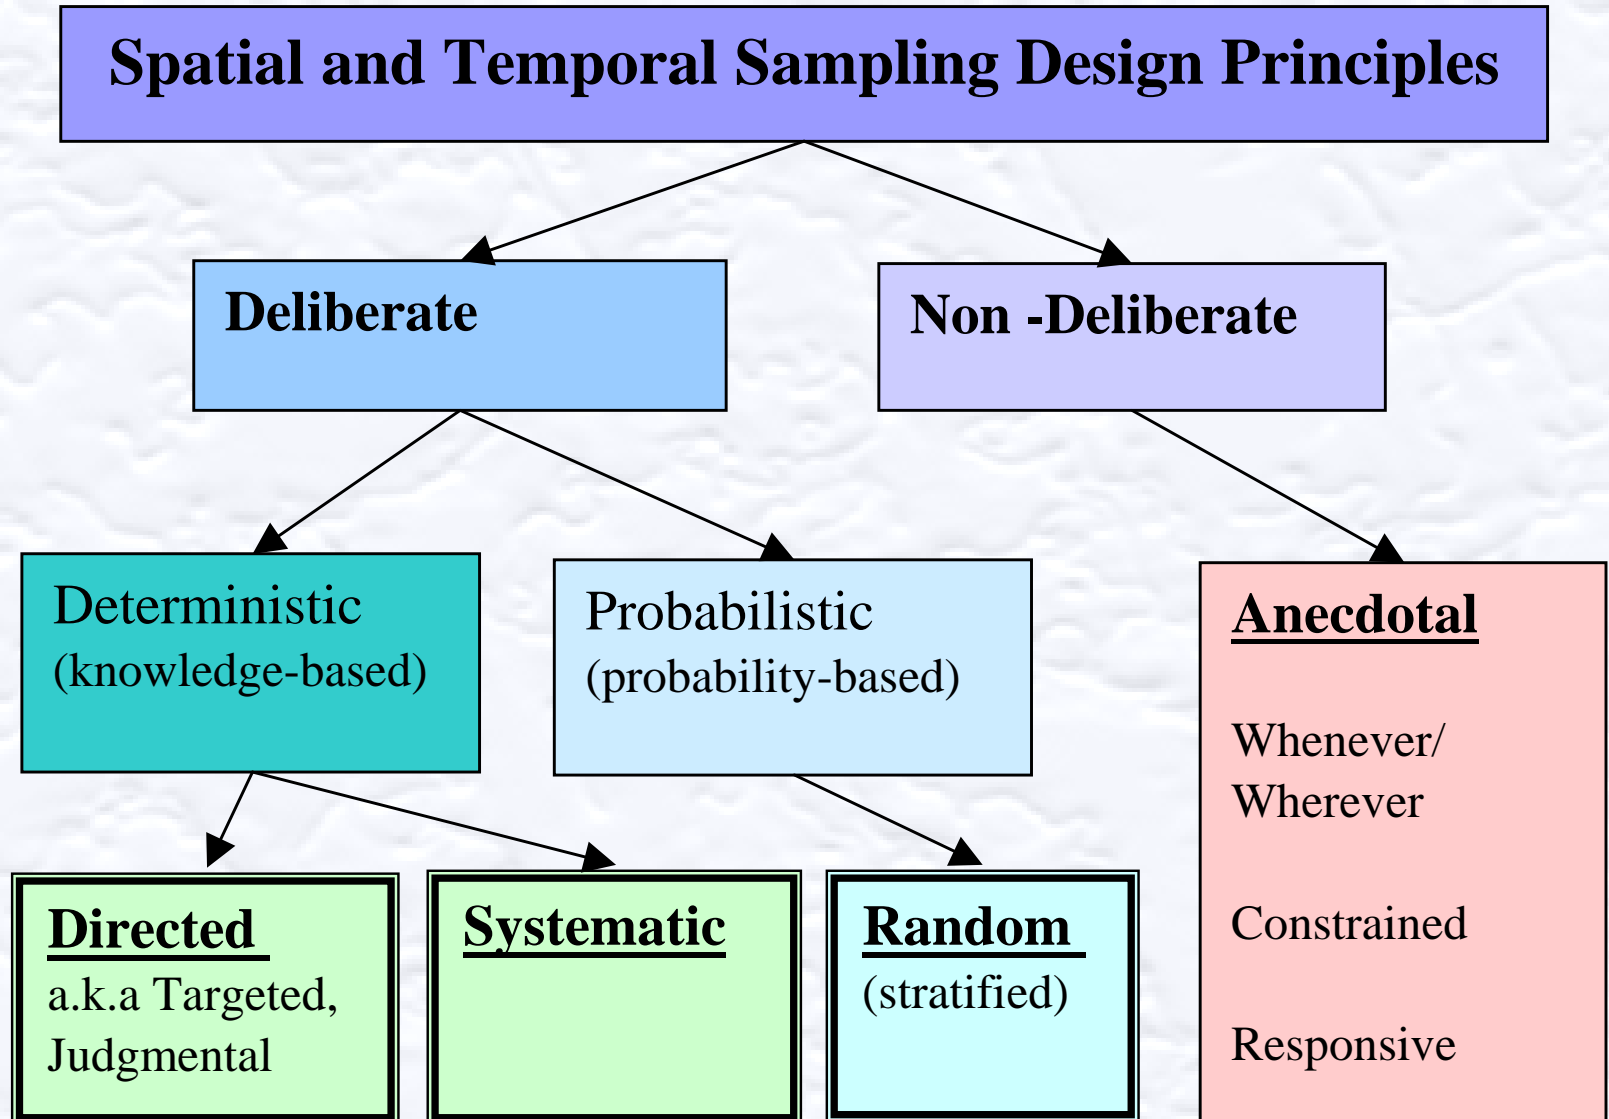 Spatial and Temporal Sampling Design Principles
Deliberate
Non -Deliberate
Deterministic
(knowledge-based)
Probabilistic
(probability-based)
Anecdotal
Whenever/
Wherever
Constrained
Responsive
Directed
a.k.a Targeted,
Judgmental
Systematic
Random
(stratified)